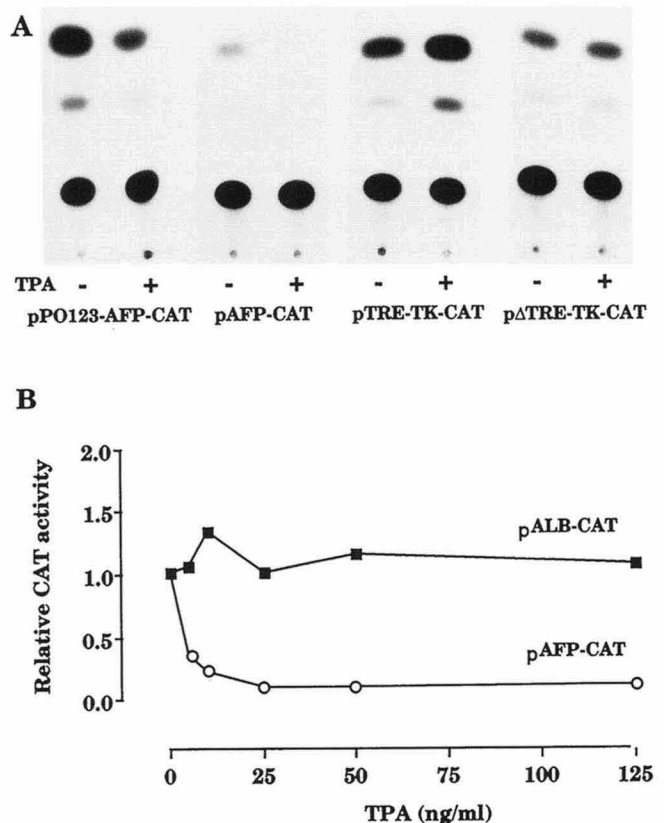 A
TPA - + - + - + - +
pPO123-AFP-CAT pAFP-CAT pTRE-TK-CAT pΔTRE-TK-CAT
B
Relative CAT activity
2.0
1.5
1.0
0.5
0.0
pALB-CAT
pAFP-CAT
0 25 50 75 100 125
TPA (ng/ml)